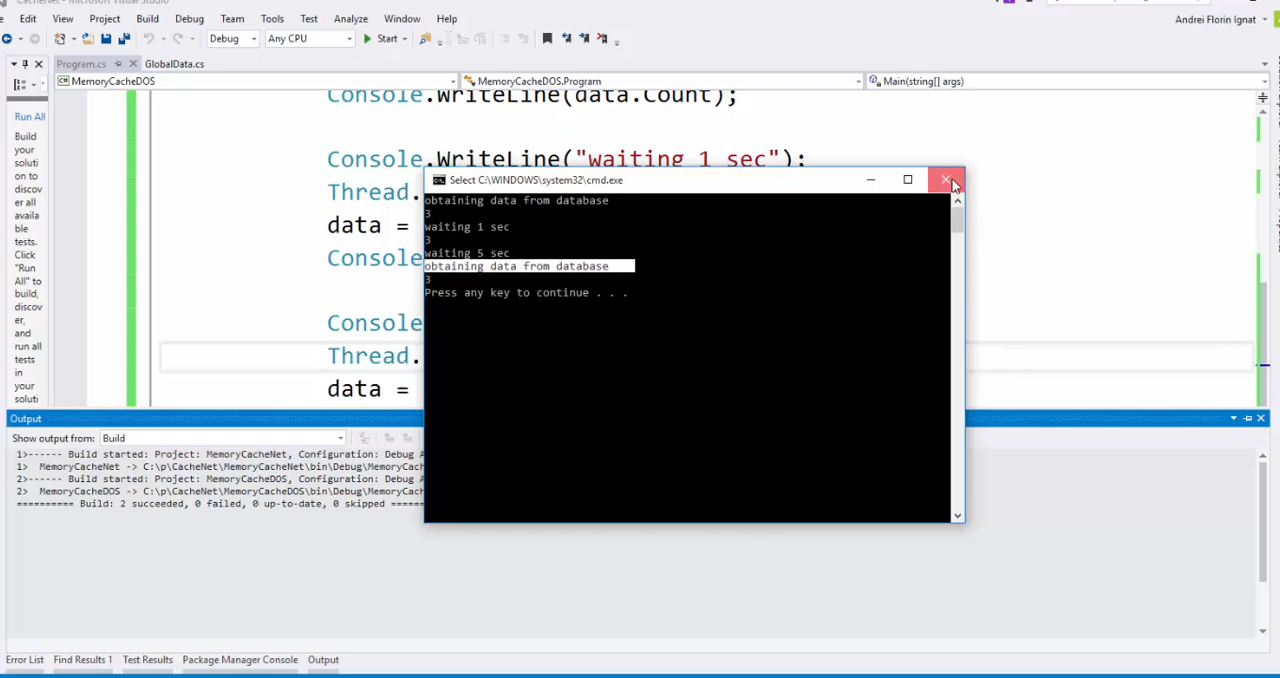 Edit View Project Build Debug Team Tools Test Analyze Window Help
Andrei Florin Ignat
Debug Any CPU Start
Program.cs GlobalData.cs
MemoryCacheDOS MemoryCacheDOS.Program Main(string[] args)
Run All
Build
your
soluti
on to
discov
er all
availa
ble
tests.
Click
"Run
All" to
build,
discov
er,
and
run all
tests
in
your
soluti
Console.WriteLine(data.Count);
Console.WriteLine("waiting 1 sec");
Thread.
data =
Console
Console
Thread.
data =
Select C:\WINDOWS\system32\cmd.exe
obtaining data from database
3
waiting 1 sec
3
waiting 5 sec
obtaining data from database
3
Press any key to continue . . .
Output
Show output from: Build
1>------ Build started: Project: MemoryCacheNet, Configuration: Debug A
1> MemoryCacheNet -> C:\p\CacheNet\MemoryCacheNet\bin\Debug\MemoryCach
2>------ Build started: Project: MemoryCacheDOS, Configuration: Debug A
2> MemoryCacheDOS -> C:\p\CacheNet\MemoryCacheDOS\bin\Debug\MemoryCach
========== Build: 2 succeeded, 0 failed, 0 up-to-date, 0 skipped ======
Error List Find Results 1 Test Results Package Manager Console Output